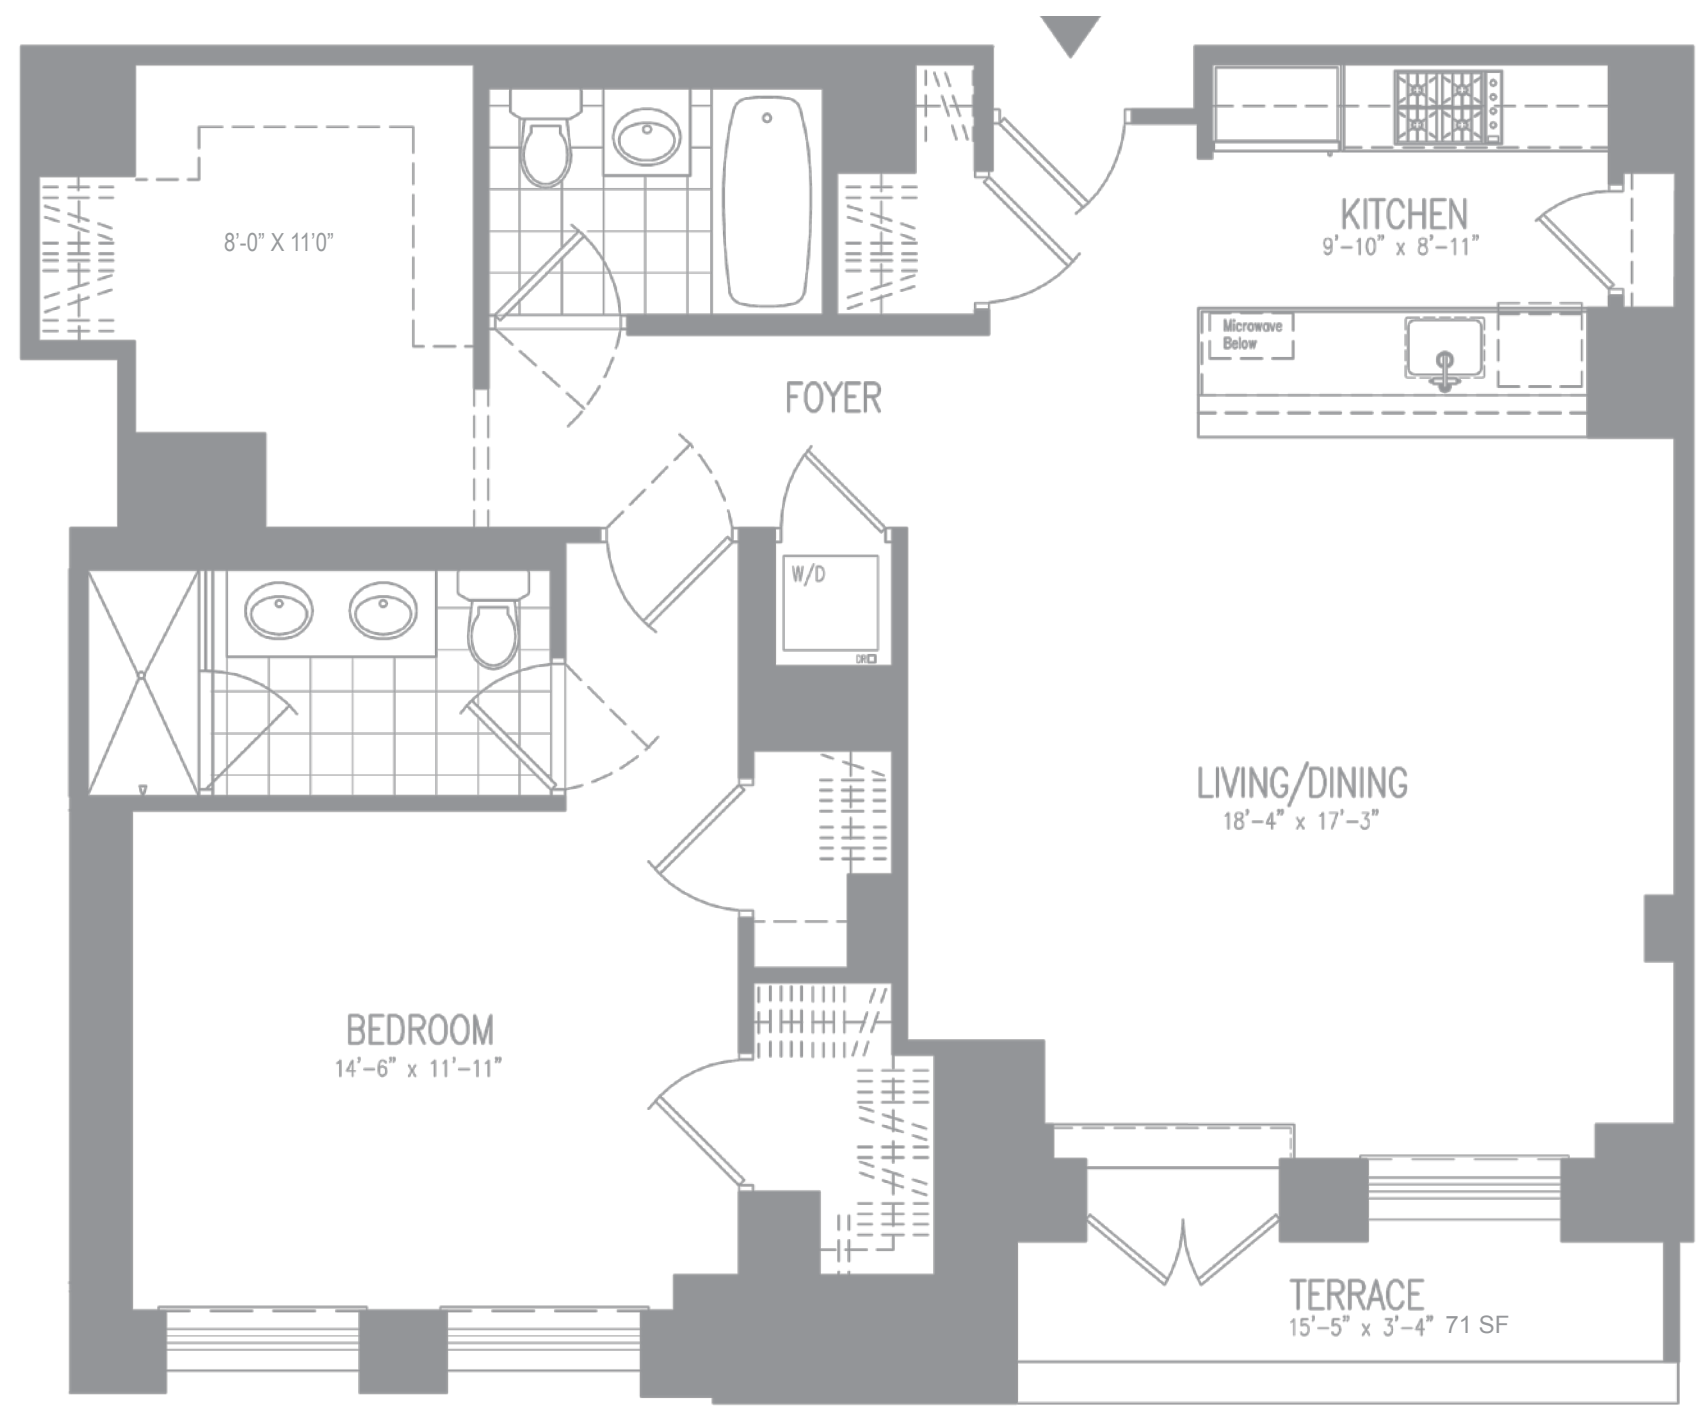 KITCHEN
9'-10" x 8'-11"
8'-0" X 11'0"
Microwave
Below
FOYER
W/D
LIVING/DINING
18'-4" x 17'-3"
BEDROOM
14'-6" x 11'-11"
TERRACE
15'-5" x 3'-4" 71 SF